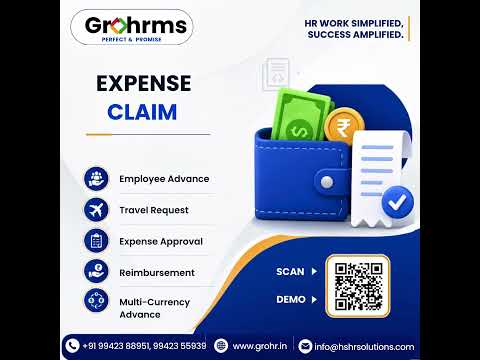 Grohrms
PERFECT & PROMISE
HR WORK SIMPLIFIED,
SUCCESS AMPLIFIED.
EXPENSE
CLAIM
Employee Advance
Travel Request
Expense Approval
Reimbursement
Multi-Currency
Advance
SCAN
DEMO
+91 99423 88951, 99423 55939
www.grohr.in
info@hshrsolutions.com